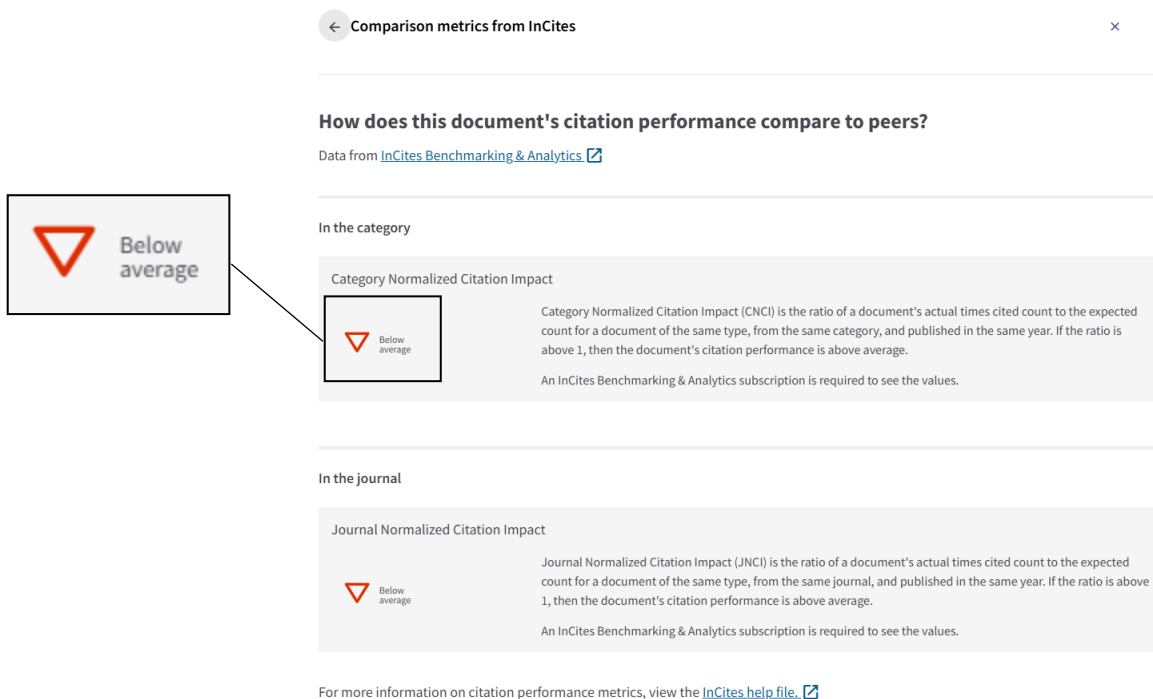 Comparison metrics from InCites
How does this document's citation performance compare to peers?
Data from InCites Benchmarking & Analytics
In the category
Below
average
Category Normalized Citation Impact
Below
average
Category Normalized Citation Impact (CNCI) is the ratio of a document's actual times cited count to the expected
count for a document of the same type, from the same category, and published in the same year. If the ratio is
above 1, then the document's citation performance is above average.
An InCites Benchmarking & Analytics subscription is required to see the values.
In the journal
Journal Normalized Citation Impact
Below
average
Journal Normalized Citation Impact (JNCI) is the ratio of a document's actual times cited count to the expected
count for a document of the same type, from the same journal, and published in the same year. If the ratio is above
1, then the document's citation performance is above average.
An InCites Benchmarking & Analytics subscription is required to see the values.
For more information on citation performance metrics, view the InCites help file.